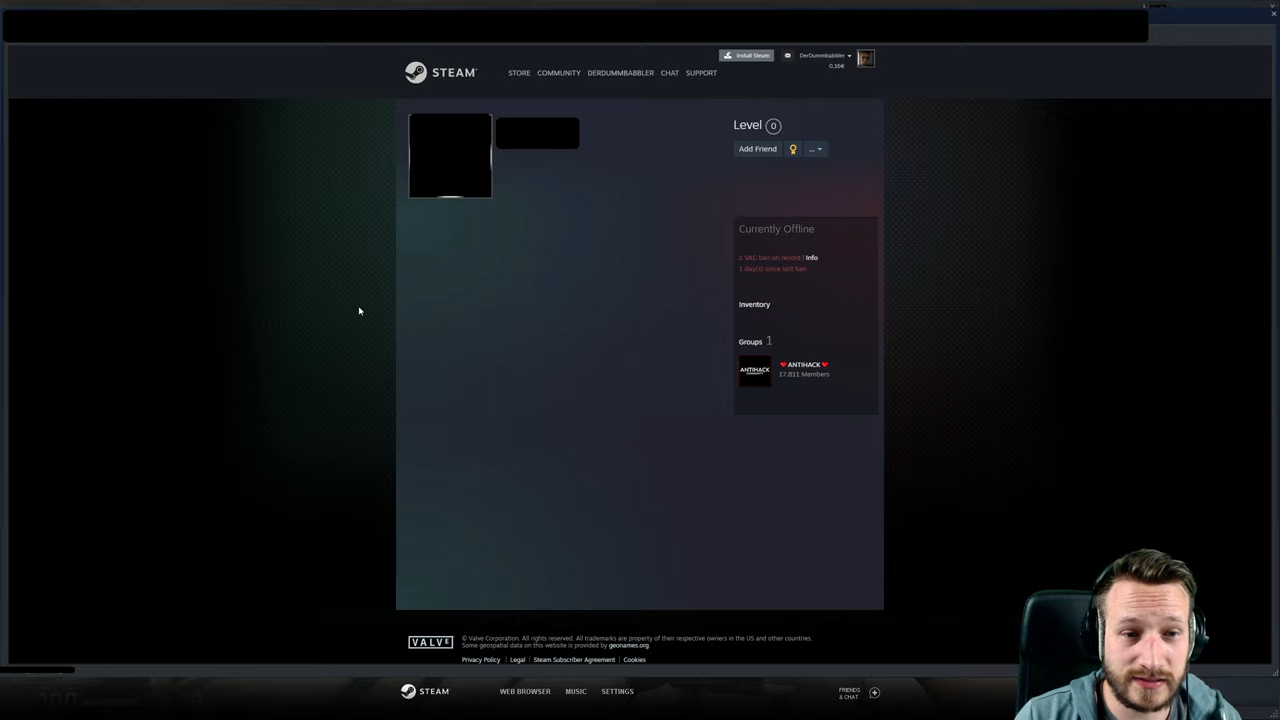 Install Steam
DerDummbabbler
0,16€
STEAM
STORE COMMUNITY DERDUMMBABBLER CHAT SUPPORT
Level 0
Add Friend ...
Currently Offline
1 VAC ban on record | Info
1 day(s) since last ban
Inventory
Groups 1
ANTIHACK
COMMUNITY
❤ANTIHACK❤
17,811 Members
VALVE
© Valve Corporation. All rights reserved. All trademarks are property of their respective owners in the US and other countries.
Some geospatial data on this website is provided by geonames.org.
Privacy Policy | Legal | Steam Subscriber Agreement | Cookies
STEAM
WEB BROWSER MUSIC SETTINGS
FRIENDS
& CHAT